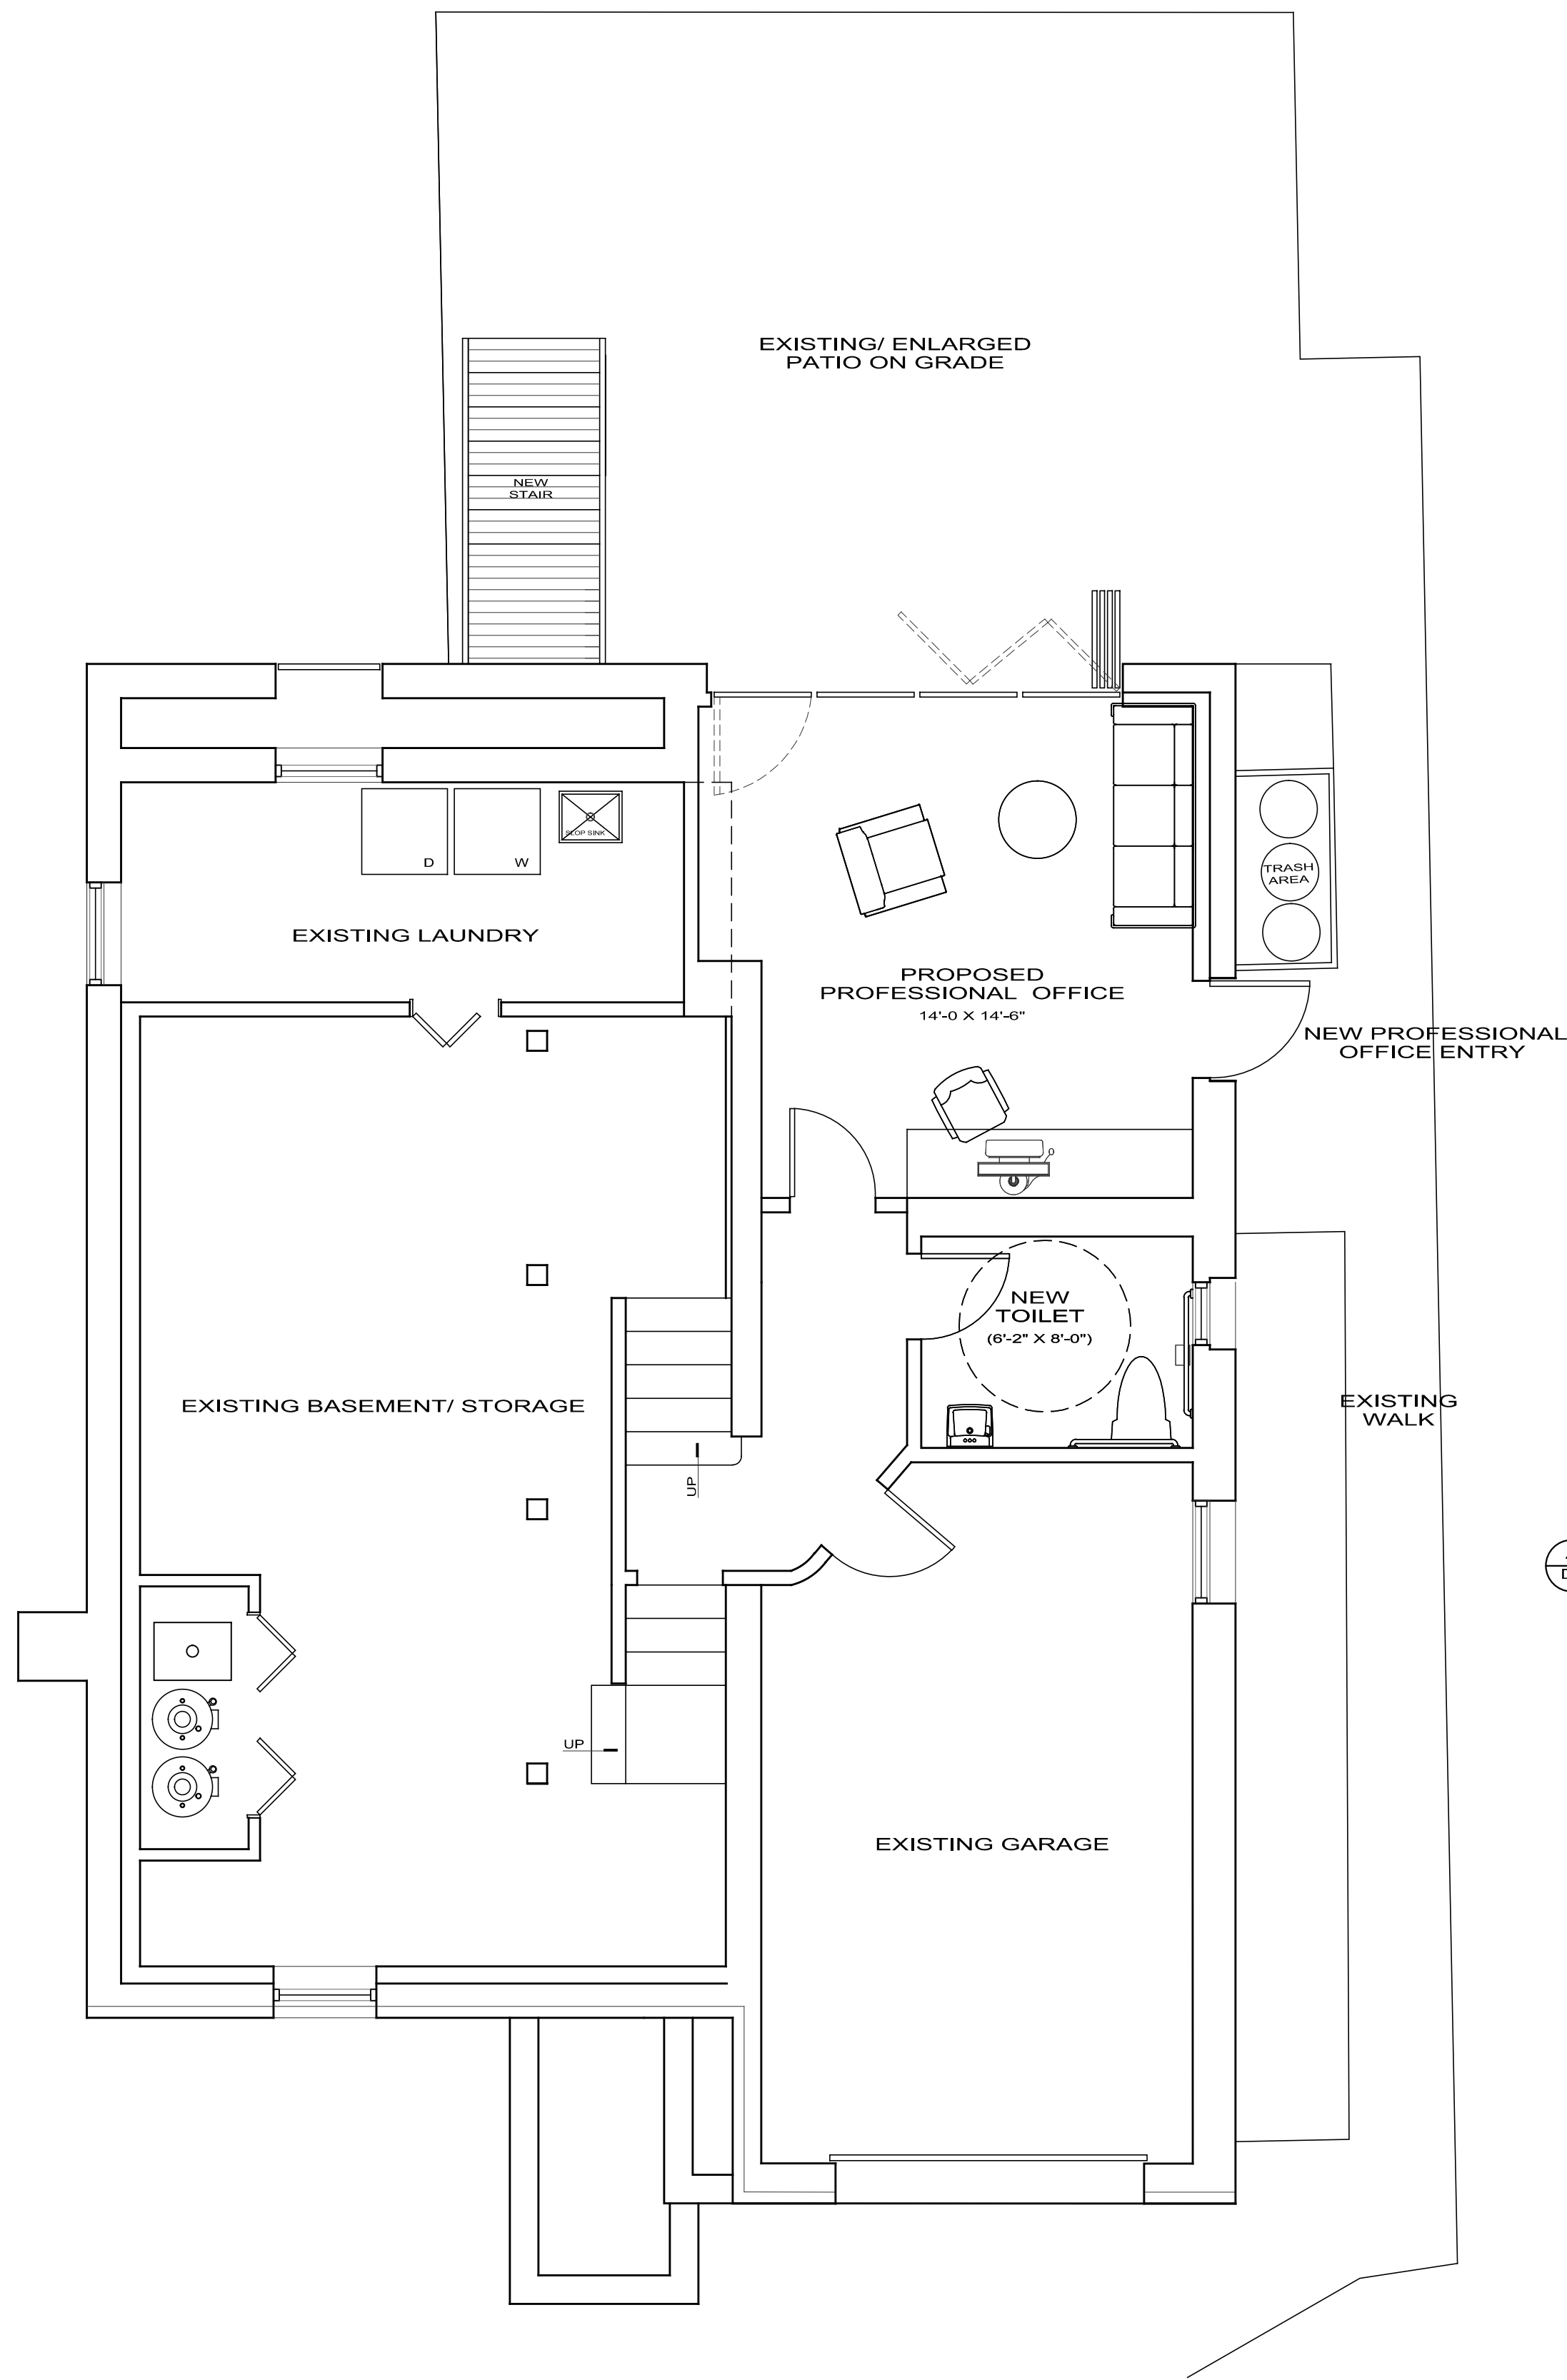 EXISTING/ ENLARGED
PATIO ON GRADE
NEW
STAIR
SLOP SINK
D
W
TRASH
AREA
EXISTING LAUNDRY
PROPOSED
PROFESSIONAL OFFICE
14'-0 X 14'-6"
NEW PROFESSIONAL
OFFICE ENTRY
0
NEW
TOILET
(6'-2" X 8'-0")
EXISTING BASEMENT/ STORAGE
EXISTING
WALK
UP
UP
EXISTING GARAGE